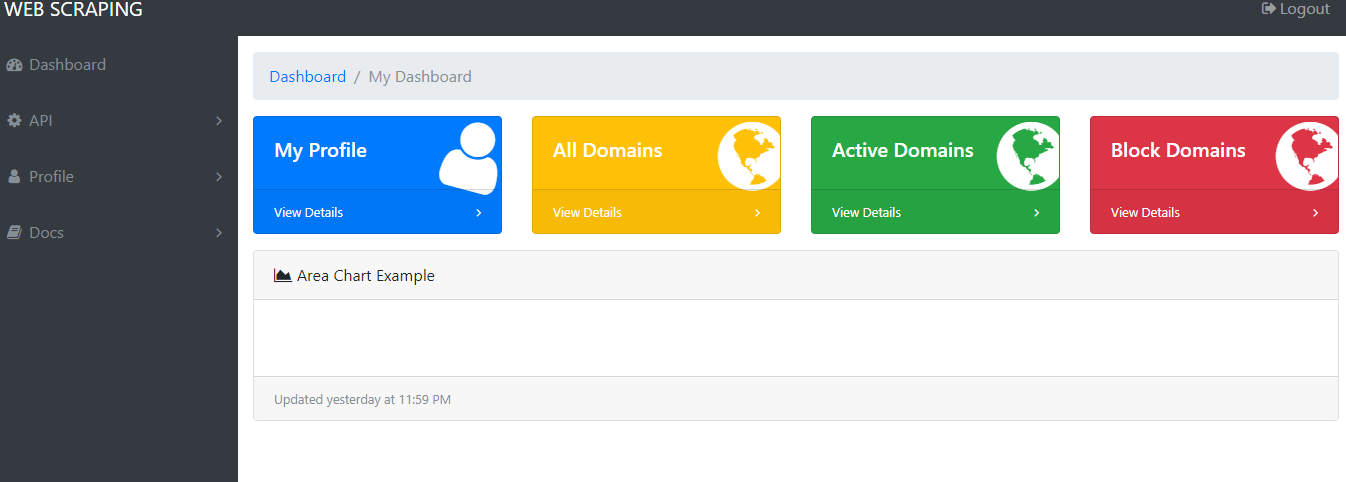 WEB SCRAPING
Logout
Dashboard
API
Profile
Docs
Dashboard / My Dashboard
My Profile
View Details
All Domains
View Details
Active Domains
View Details
Block Domains
View Details
Area Chart Example
Updated yesterday at 11:59 PM